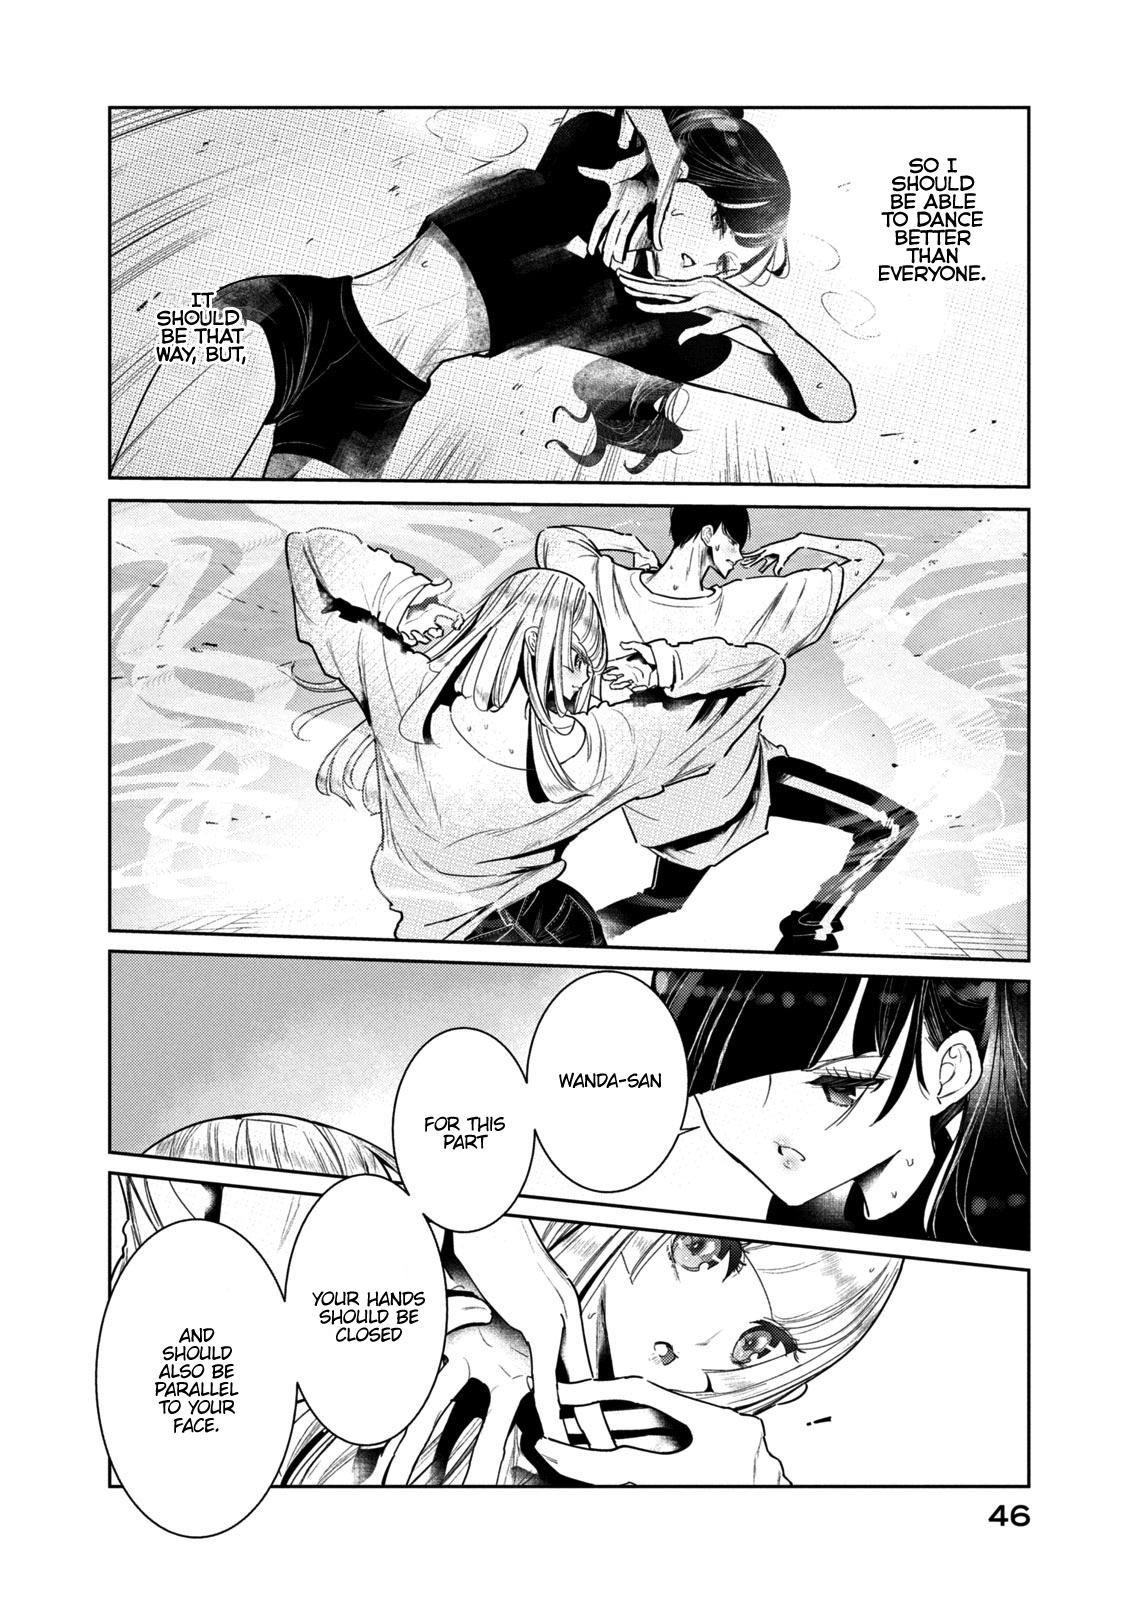 SO I
SHOULD
BE ABLE
TO DANCE
BETTER
THAN
EVERYONE.
IT
SHOULD
BE THAT
WAY, BUT,
WANDA-SAN
FOR THIS
PART
YOUR HANDS
SHOULD BE
CLOSED
AND
SHOULD
ALSO BE
PARALLEL
TO YOUR
FACE.
46